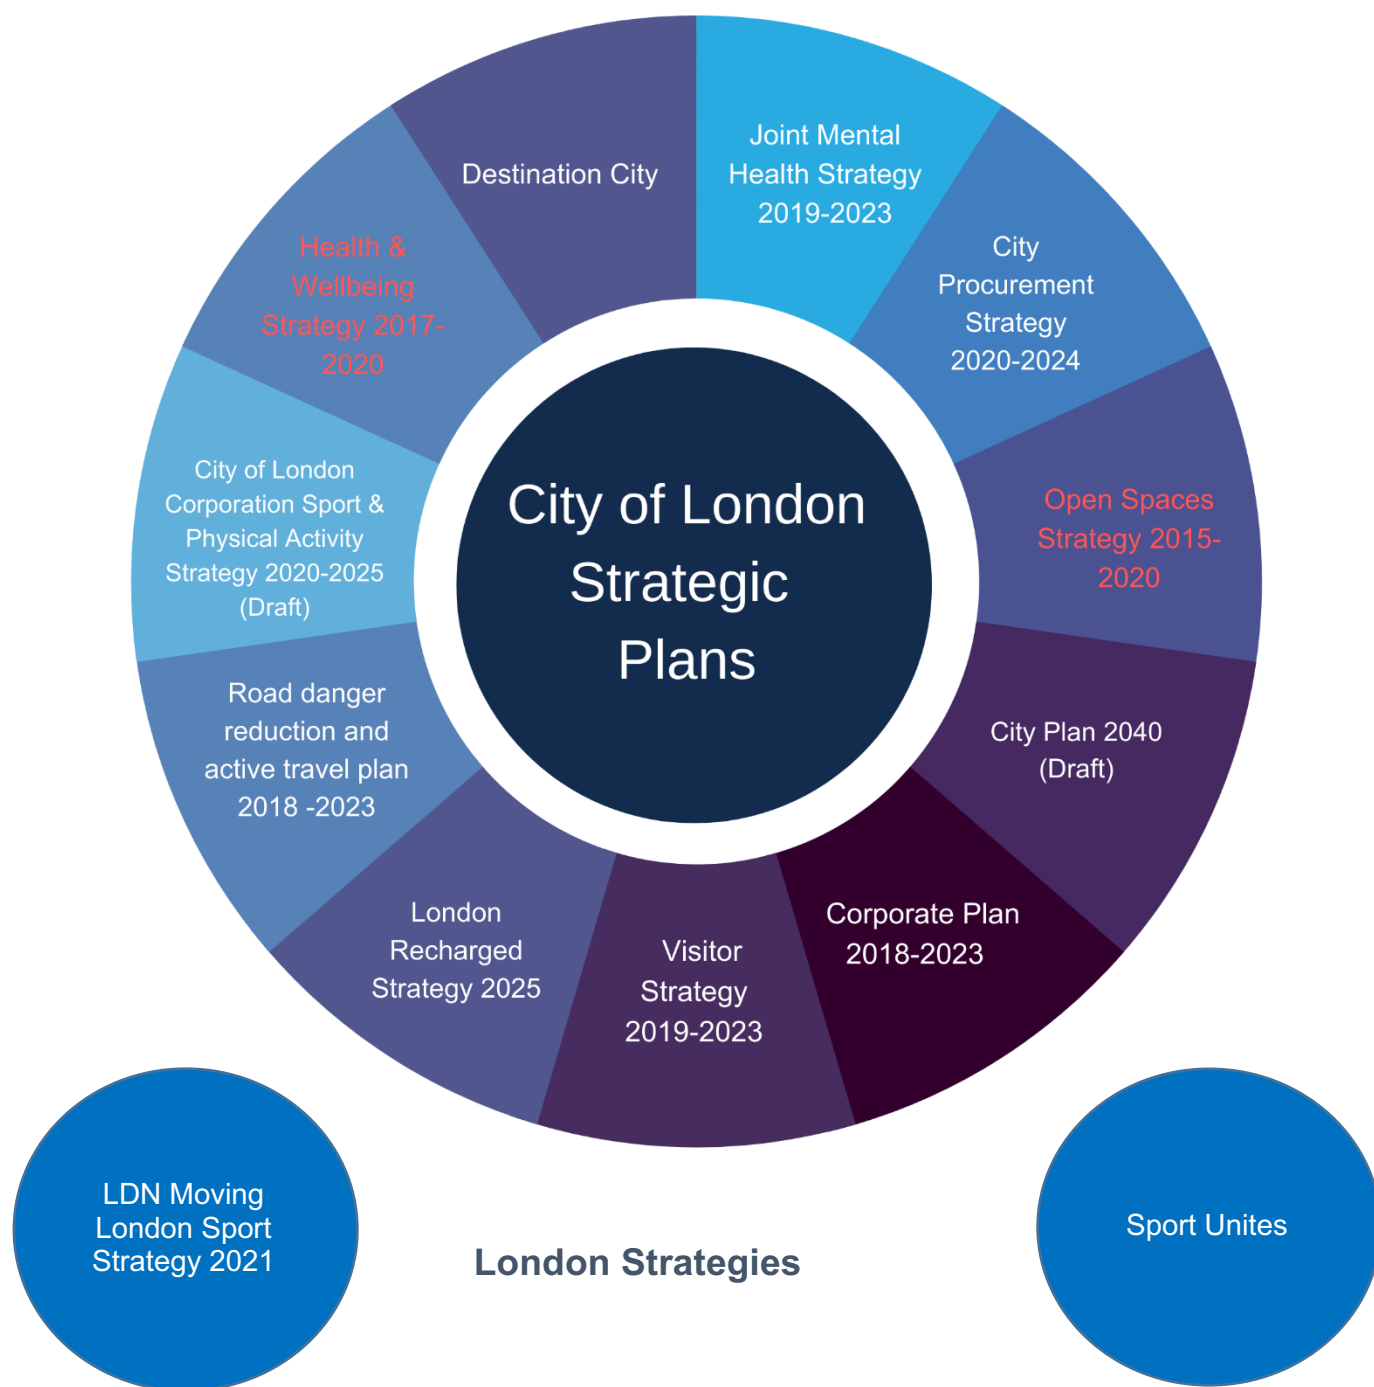 City of London
Strategic
Plans
Joint Mental
Health Strategy
2019-2023
City
Procurement
Strategy
2020-2024
Open Spaces
Strategy 2015-
2020
City Plan 2040
(Draft)
Corporate Plan
2018-2023
Visitor
Strategy
2019-2023
London
Recharged
Strategy 2025
Road danger
reduction and
active travel plan
2018 -2023
City of London
Corporation Sport &
Physical Activity
Strategy 2020-2025
(Draft)
Health &
Wellbeing
Strategy 2017-
2020
Destination City
LDN Moving
London Sport
Strategy 2021
London Strategies
Sport Unites